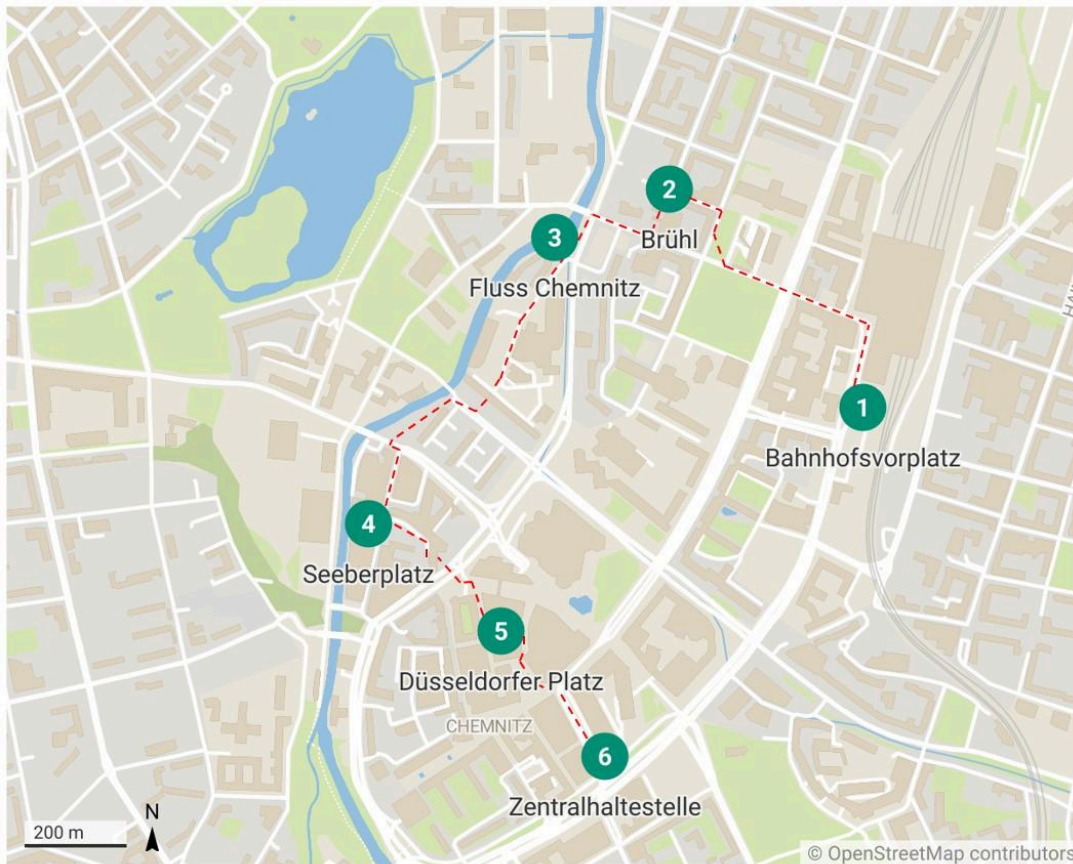 2
Brühl
3
Fluss Chemnitz
1
Bahnhofsvorplatz
4
Seeberplatz
5
Düsseldorfer Platz
CHEMNITZ
6
Zentralhaltestelle
N
200 m
© OpenStreetMap contributors